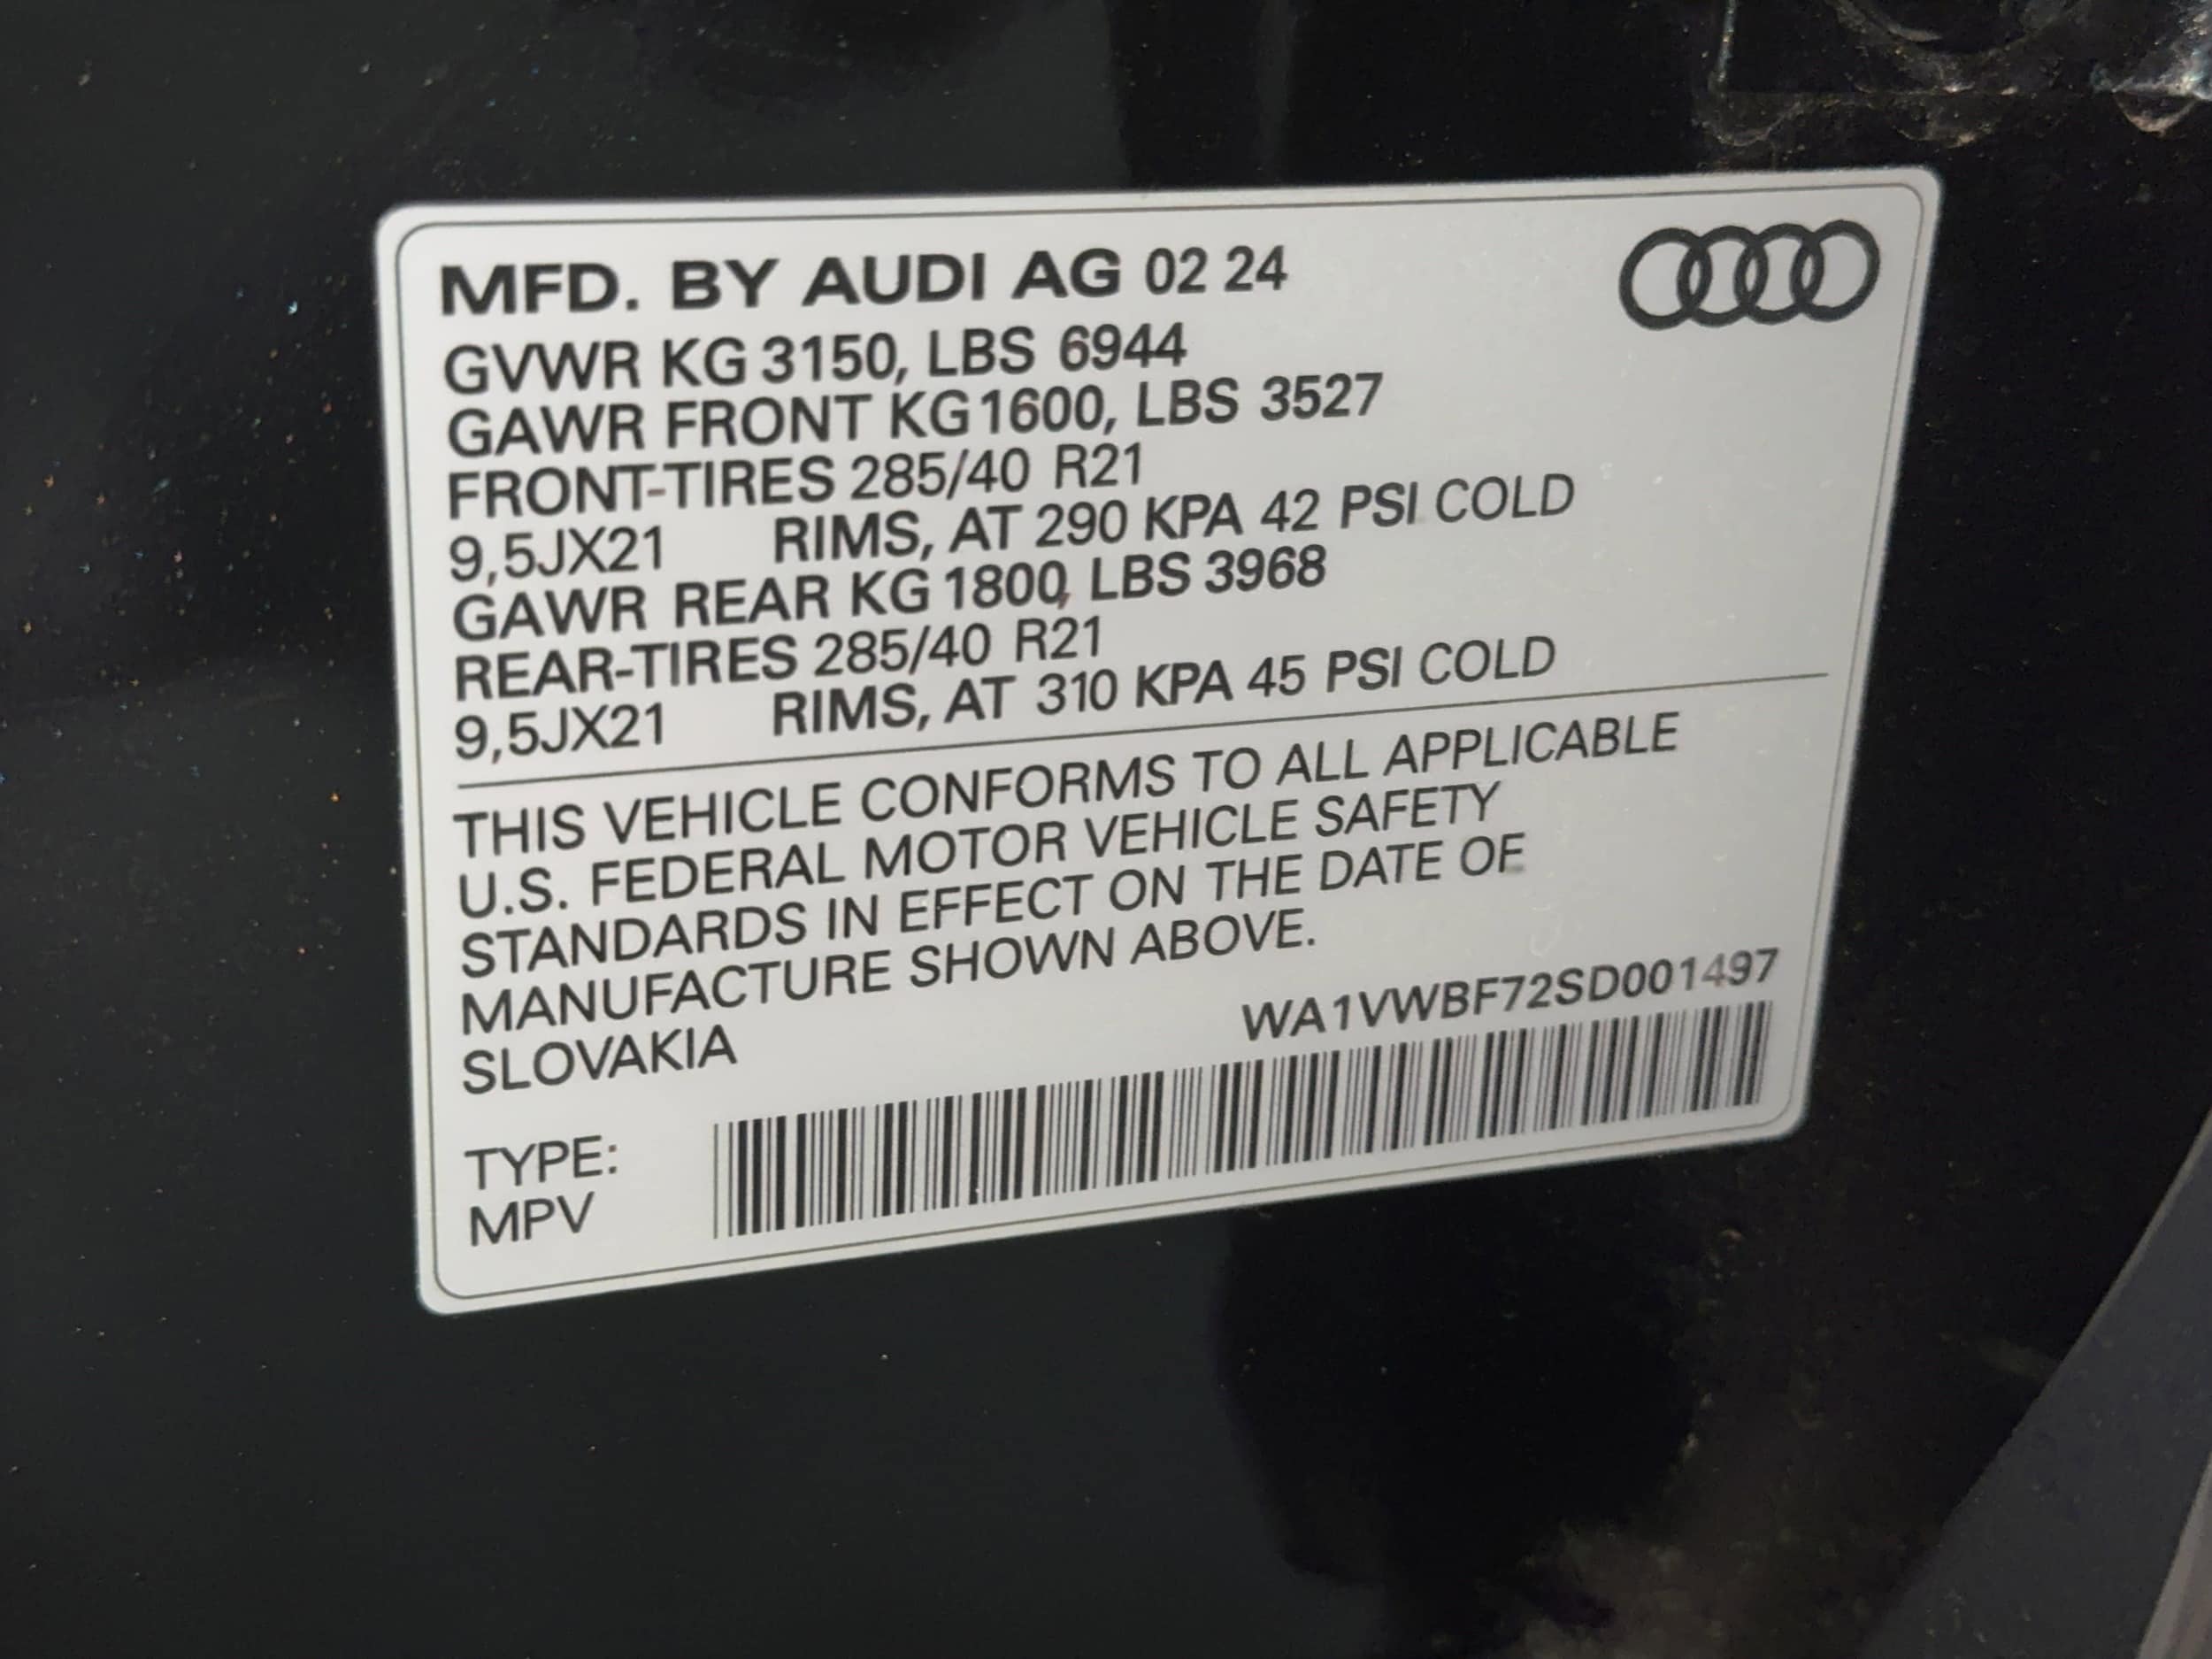 MFD. BY AUDI AG 02 24
GVWR KG 3150, LBS 6944
GAWR FRONT KG 1600, LBS 3527
FRONT-TIRES 285/40 R21
9,5JX21 RIMS, AT 290 KPA 42 PSI COLD
GAWR REAR KG 1800, LBS 3968
REAR-TIRES 285/40 R21
9,5JX21 RIMS, AT 310 KPA 45 PSI COLD
THIS VEHICLE CONFORMS TO ALL APPLICABLE
U.S. FEDERAL MOTOR VEHICLE SAFETY
STANDARDS IN EFFECT ON THE DATE OF
MANUFACTURE SHOWN ABOVE.
SLOVAKIA
WA1VWBF72SD001497
TYPE:
MPV